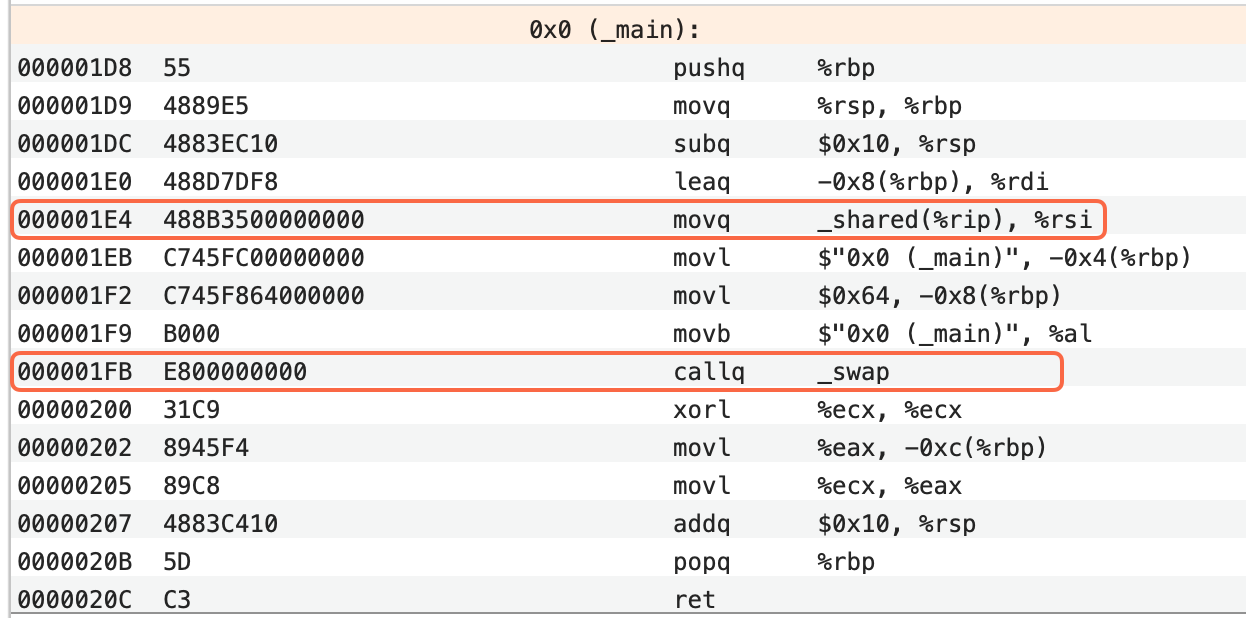 0x0 (_main):
000001D8 55 pushq %rbp
000001D9 4889E5 movq %rsp, %rbp
000001DC 4883EC10 subq $0x10, %rsp
000001E0 488D7DF8 leaq -0x8(%rbp), %rdi
000001E4 488B3500000000 movq _shared(%rip), %rsi
000001EB C745FC00000000 movl $"0x0 (_main)", -0x4(%rbp)
000001F2 C745F864000000 movl $0x64, -0x8(%rbp)
000001F9 B000 movb $"0x0 (_main)", %al
000001FB E800000000 callq _swap
00000200 31C9 xorl %ecx, %ecx
00000202 8945F4 movl %eax, -0xc(%rbp)
00000205 89C8 movl %ecx, %eax
00000207 4883C410 addq $0x10, %rsp
0000020B 5D popq %rbp
0000020C C3 ret